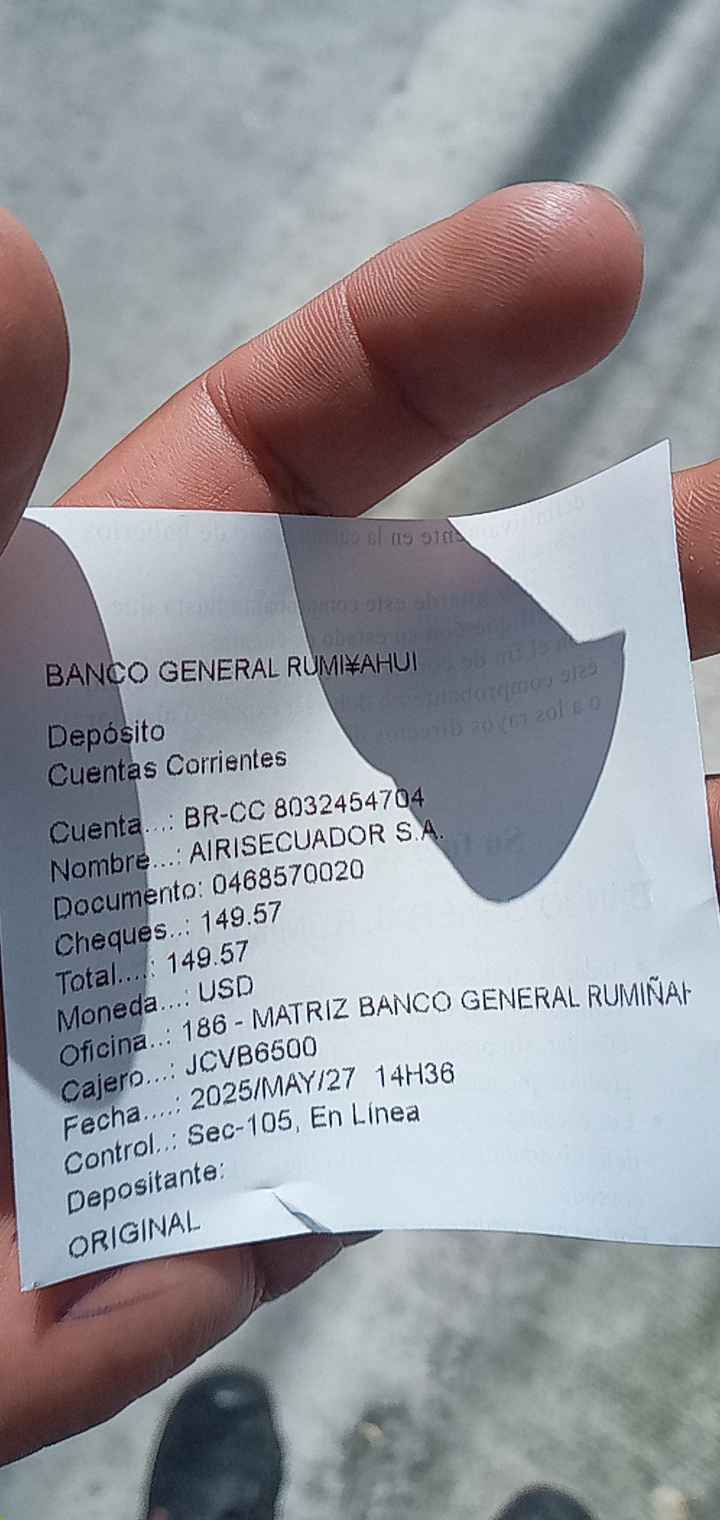 BANCO GENERAL RUMI¥AHUI
Depósito
Cuentas Corrientes
Cuenta...: BR-CC 8032454704
Nombre...: AIRISECUADOR S.A.
Documento: 0468570020
Cheques..: 149.57
Total....: 149.57
Moneda...: USD
Oficina..: 186 - MATRIZ BANCO GENERAL RUMIÑAH
Cajero...: JCVB6500
Fecha....: 2025/MAY/27 14H36
Control..: Sec-105, En Línea
Depositante:
ORIGINAL